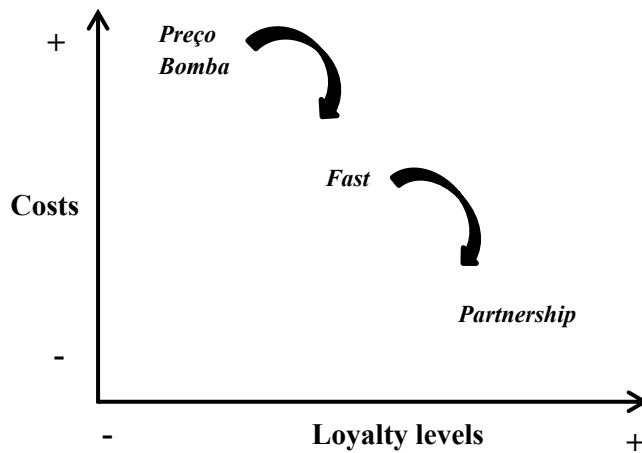 +
Preço
Bomba
Fast
Costs
Partnership
-
-
Loyalty levels
+